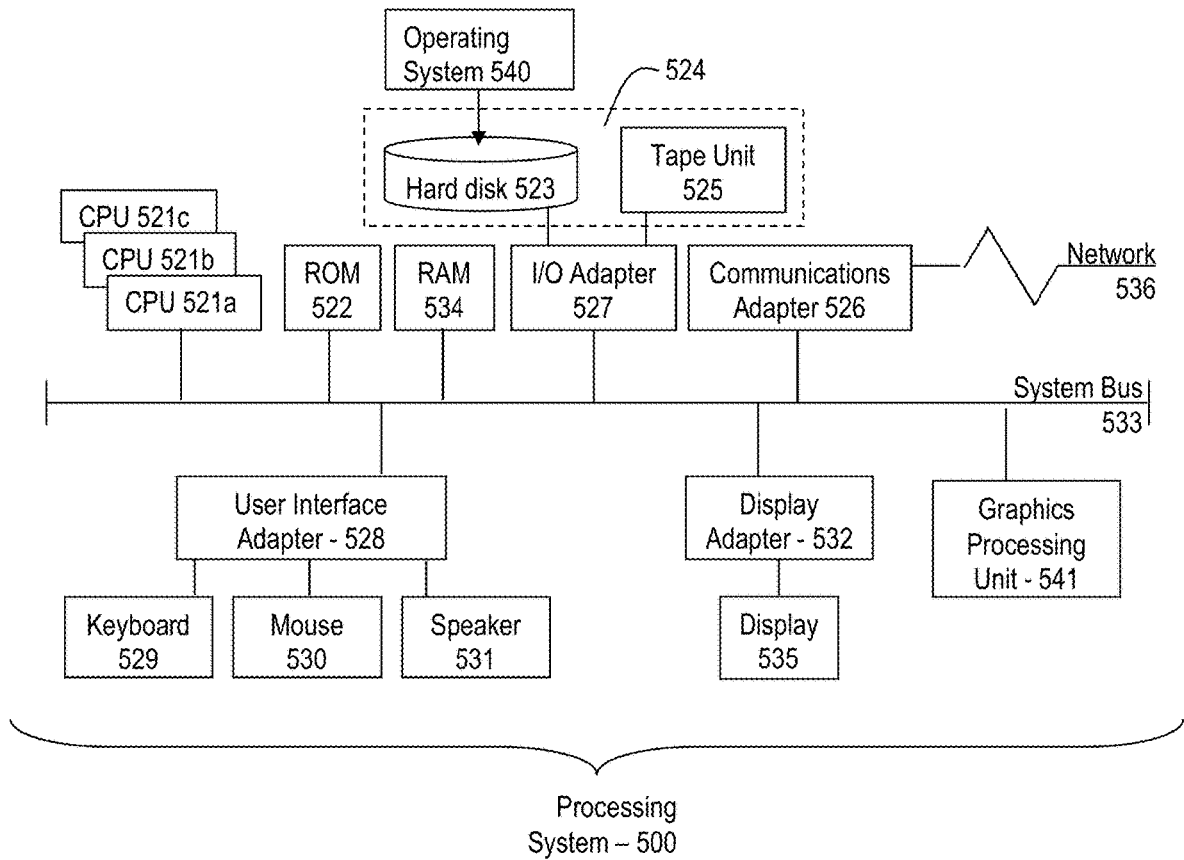 Operating
System 540
524
Hard disk 523
Tape Unit
525
CPU 521c
CPU 521b
CPU 521a
ROM
522
RAM
534
I/O Adapter
527
Communications
Adapter 526
Network
536
System Bus
533
User Interface
Adapter - 528
Display
Adapter - 532
Graphics
Processing
Unit - 541
Keyboard
529
Mouse
530
Speaker
531
Display
535
Processing
System – 500